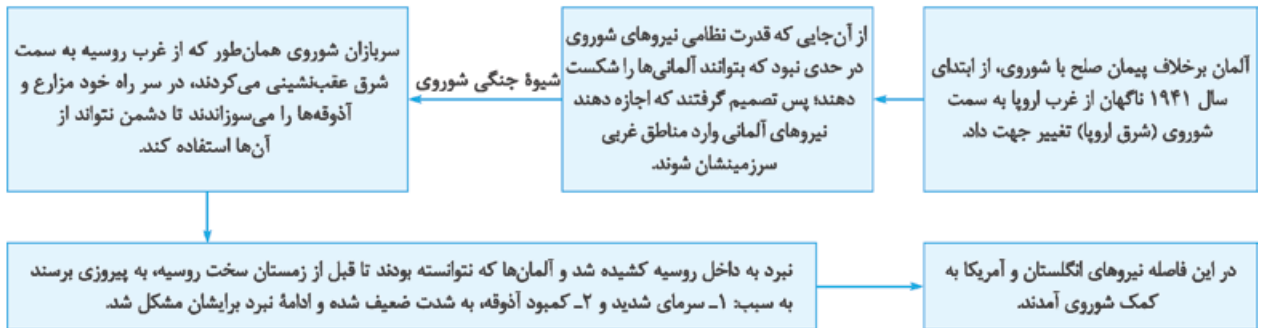 آلمان برخلاف پیمان صلح با شوروی، از ابتدای
سال ۱۹۴۱ ناگهان از غرب اروپا به سمت
شوروی (شرق اروپا) تغییر جهت داد.
از آن‌جایی که قدرت نظامی نیروهای شوروی
در حدی نبود که بتوانند آلمانی‌ها را شکست
دهند؛ پس تصمیم گرفتند که اجازه دهند
نیروهای آلمانی وارد مناطق غربی
سرزمینشان شوند.
شیوهٔ جنگی شوروی
سربازان شوروی همان‌طور که از غرب روسیه به سمت
شرق عقب‌نشینی می‌کردند، در سر راه خود مزارع و
آذوقه‌ها را می‌سوزاندند تا دشمن نتواند از
آن‌ها استفاده کند.
نبرد به داخل روسیه کشیده شد و آلمان‌ها که نتوانسته بودند تا قبل از زمستان سخت روسیه، به پیروزی برسند
به سبب: ۱ـ سرمای شدید و ۲ـ کمبود آذوقه، به شدت ضعیف شده و ادامهٔ نبرد برایشان مشکل شد.
در این فاصله نیروهای انگلستان و آمریکا به
کمک شوروی آمدند.